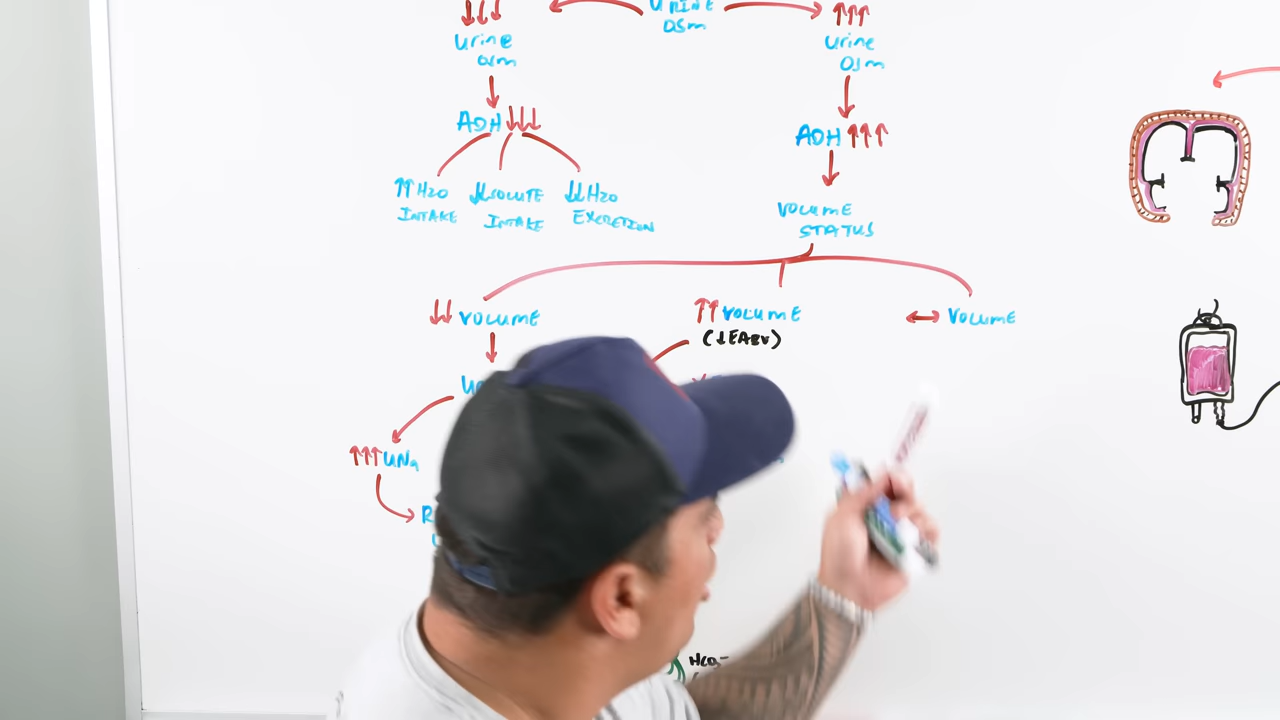 URINE
OSm
↓↓↓
Urine
Osm
↑↑↑
Urine
Osm
ADH ↓↓↓
ADH ↑↑↑
↑↑ H2O
INTAKE
↓↓ SOLUTE
INTAKE
↓↓ H2O
EXCRETION
VOLUME
STATUS
↓↓ VOLUME
↑↑ VOLUME
(↓EABV)
↔ VOLUME
↑↑↑ UNa
HCO3-